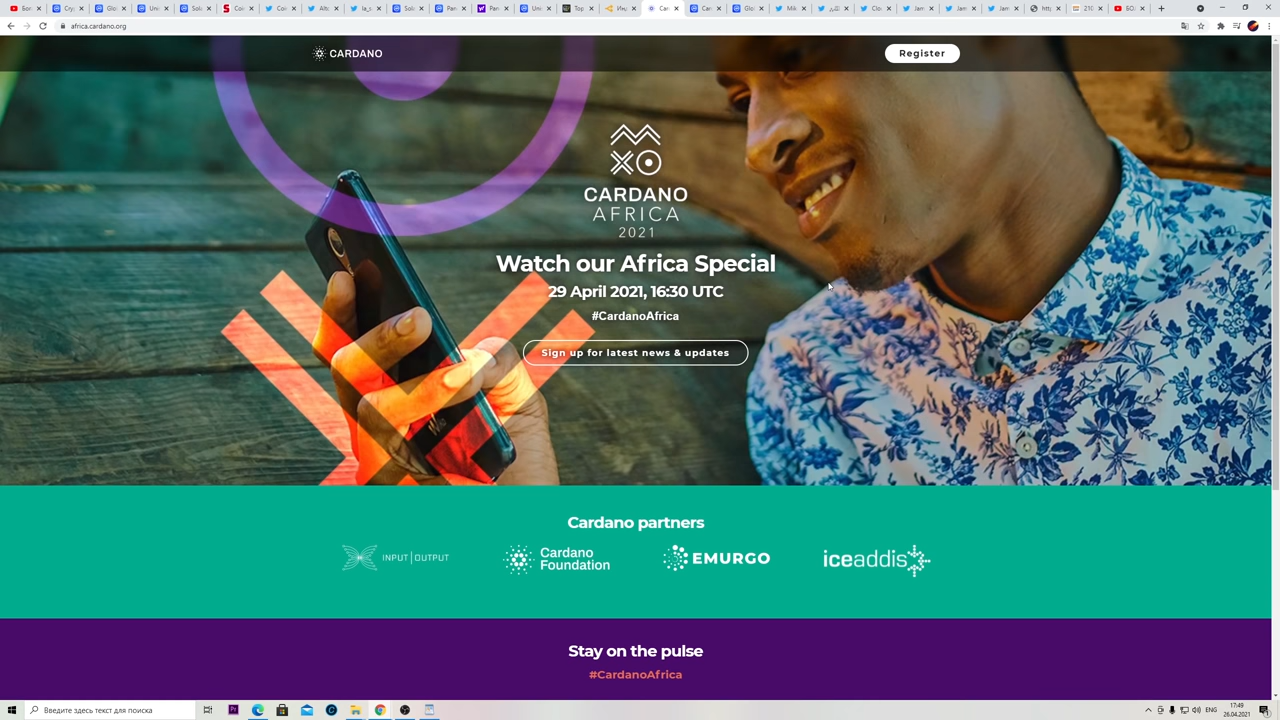 africa.cardano.org
CARDANO
Register
CARDANO
AFRICA
2021
Watch our Africa Special
29 April 2021, 16:30 UTC
#CardanoAfrica
Sign up for latest news & updates
Cardano partners
INPUT | OUTPUT
Cardano
Foundation
EMURGO
iceaddis
Stay on the pulse
#CardanoAfrica
Введите здесь текст для поиска
ENG
17:49
26.04.2021